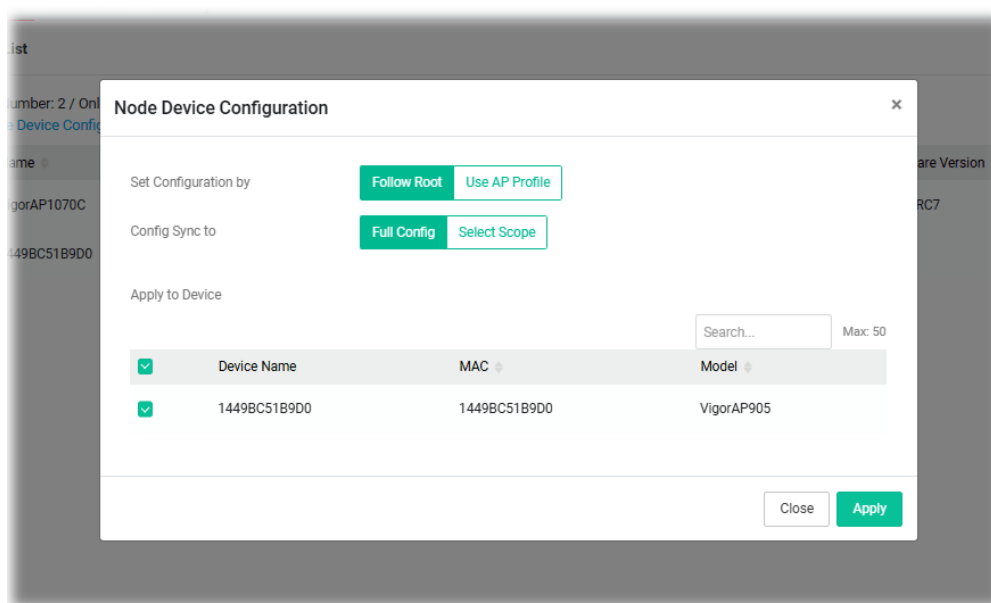 List
umber: 2 / Onl
e Device Config
ame
are Version
gorAP1070C
RC7
449BC51B9D0
Node Device Configuration
×
Set Configuration by
Follow Root
Use AP Profile
Config Sync to
Full Config
Select Scope
Apply to Device
Search...
Max: 50
Device Name
MAC
Model
1449BC51B9D0
1449BC51B9D0
VigorAP905
Close
Apply